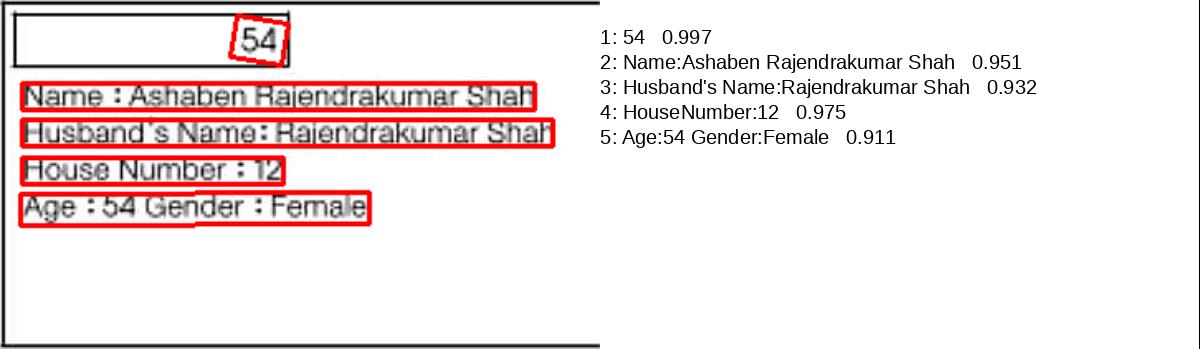 54
Name : Ashaben Rajendrakumar Shah
Husband's Name: Rajendrakumar Shah
House Number : 12
Age : 54 Gender : Female
1: 54 0.997
2: Name:Ashaben Rajendrakumar Shah 0.951
3: Husband's Name:Rajendrakumar Shah 0.932
4: HouseNumber:12 0.975
5: Age:54 Gender:Female 0.911